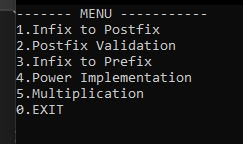 ------- MENU -----------
1.Infix to Postfix
2.Postfix Validation
3.Infix to Prefix
4.Power Implementation
5.Multiplication
0.EXIT